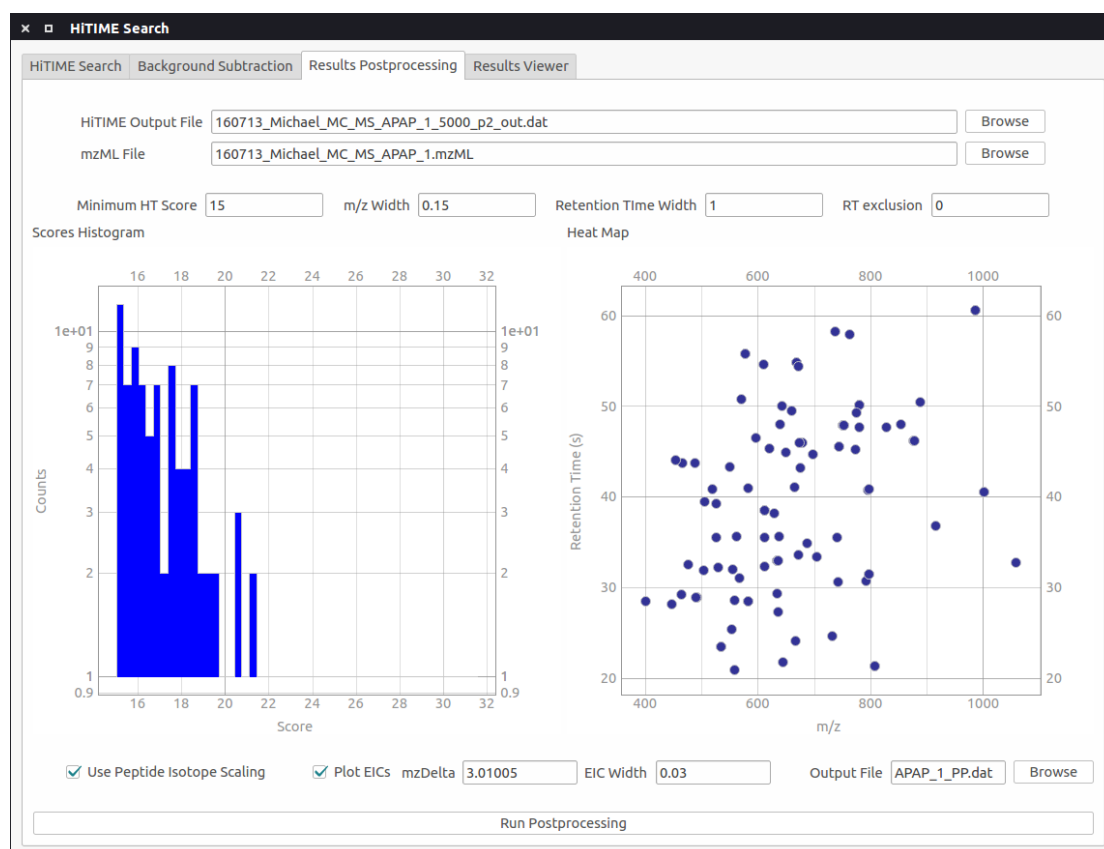 HiTIME Search
HiTIME Search Background Subtraction Results Postprocessing Results Viewer
HiTIME Output File 160713_Michael_MC_MS_APAP_1_5000_p2_out.dat Browse
mzML File 160713_Michael_MC_MS_APAP_1.mzML Browse
Minimum HT Score 15 m/z Width 0.15 Retention TIme Width 1 RT exclusion 0
Scores Histogram Heat Map
16 18 20 22 24 26 28 30 32 400 600 800 1000
60 60
1e+01 1e+01
9 9
8 8
7 7
50 50
6 6
5 5
4 4
Counts
40 40
Retention Time (s)
3 3
2 2
30 30
1 1
20 20
0.9 0.9
16 18 20 22 24 26 28 30 32 400 600 800 1000
Score m/z
Use Peptide Isotope Scaling Plot EICs mzDelta 3.01005 EIC Width 0.03 Output File APAP_1_PP.dat Browse
Run Postprocessing